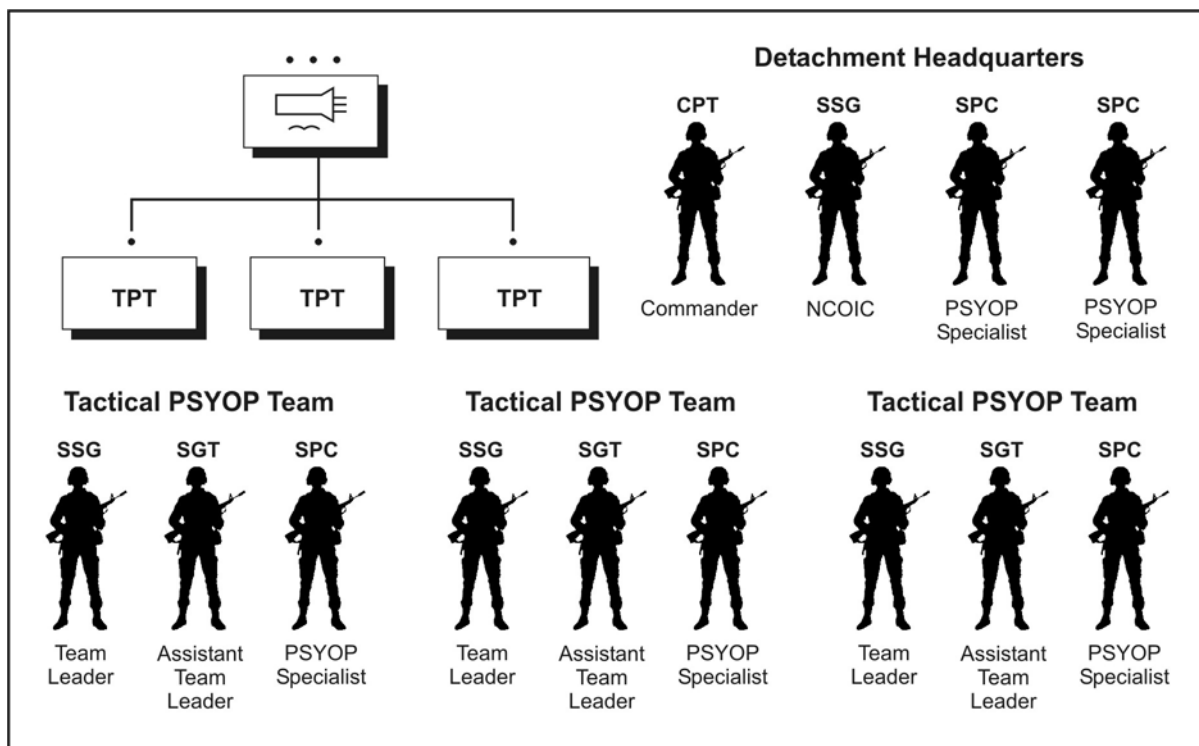 Detachment Headquarters
CPT SSG SPC SPC
TPT TPT TPT
Commander NCOIC PSYOP Specialist PSYOP Specialist
Tactical PSYOP Team Tactical PSYOP Team Tactical PSYOP Team
SSG SGT SPC SSG SGT SPC SSG SGT SPC
Team Leader
Assistant Team Leader
PSYOP Specialist
Team Leader
Assistant Team Leader
PSYOP Specialist
Team Leader
Assistant Team Leader
PSYOP Specialist